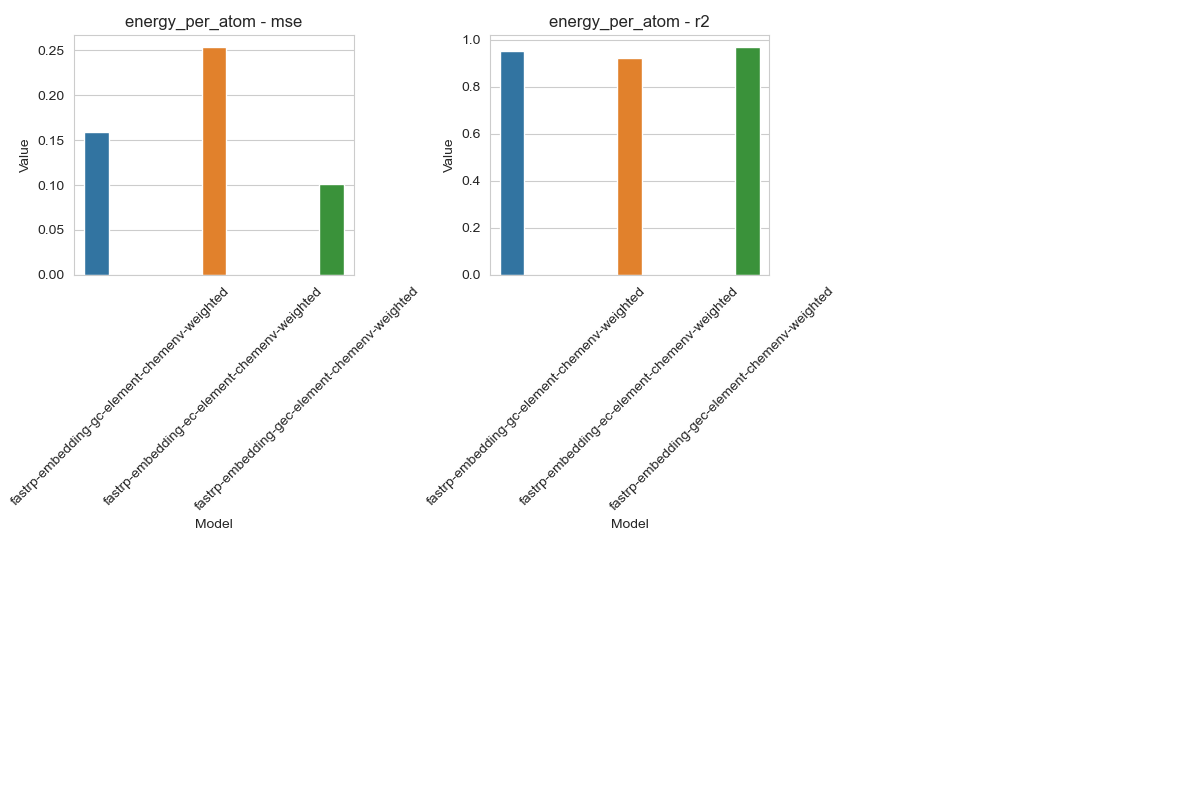 energy_per_atom - mse
Value
0.25
0.20
0.15
0.10
0.05
0.00
fastrp-embedding-gc-element-chemenv-weighted
fastrp-embedding-ec-element-chemenv-weighted
fastrp-embedding-gec-element-chemenv-weighted
Model
energy_per_atom - r2
Value
1.0
0.8
0.6
0.4
0.2
0.0
fastrp-embedding-gc-element-chemenv-weighted
fastrp-embedding-ec-element-chemenv-weighted
fastrp-embedding-gec-element-chemenv-weighted
Model